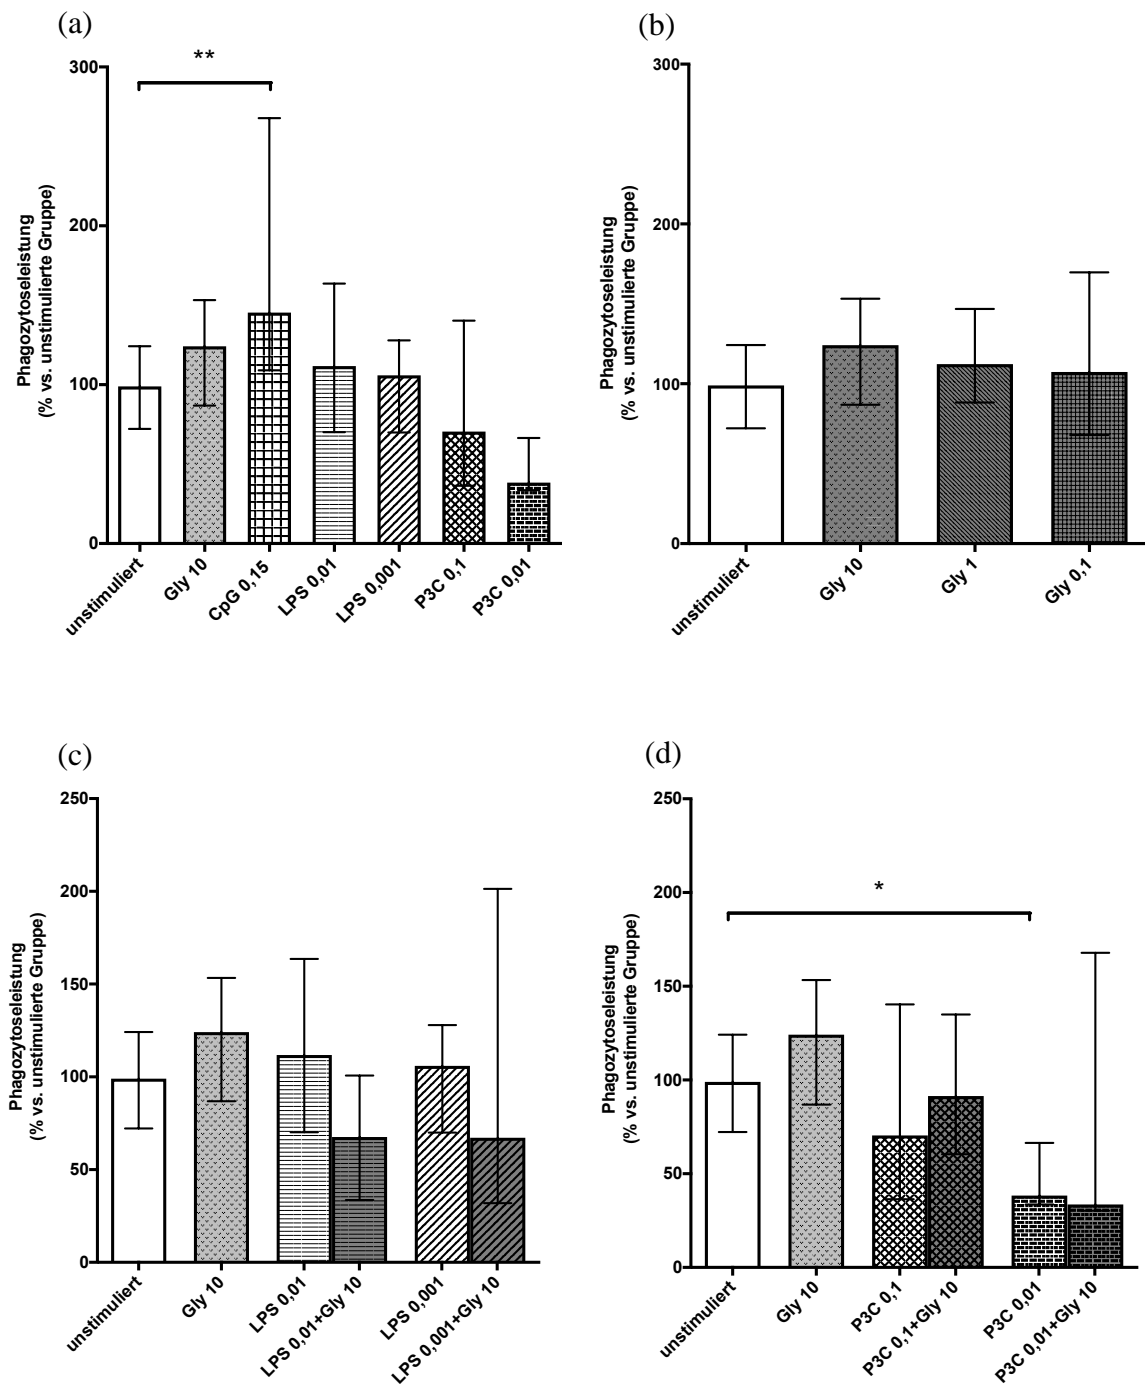 (a)
**
300
200
100
0
Phagozytoseleistung
(% vs. unstimulierte Gruppe)
unstimuliert
Gly 10
CpG 0,15
LPS 0,01
LPS 0,001
P3C 0,1
P3C 0,01
(b)
300
200
100
0
Phagozytoseleistung
(% vs. unstimulierte Gruppe)
unstimuliert
Gly 10
Gly 1
Gly 0,1
(c)
250
200
150
100
50
0
Phagozytoseleistung
(% vs. unstimulierte Gruppe)
unstimuliert
Gly 10
LPS 0,01
LPS 0,01+Gly 10
LPS 0,001
LPS 0,001+Gly 10
(d)
*
250
200
150
100
50
0
Phagozytoseleistung
(% vs. unstimulierte Gruppe)
unstimuliert
Gly 10
P3C 0,1
P3C 0,1+Gly 10
P3C 0,01
P3C 0,01+Gly 10